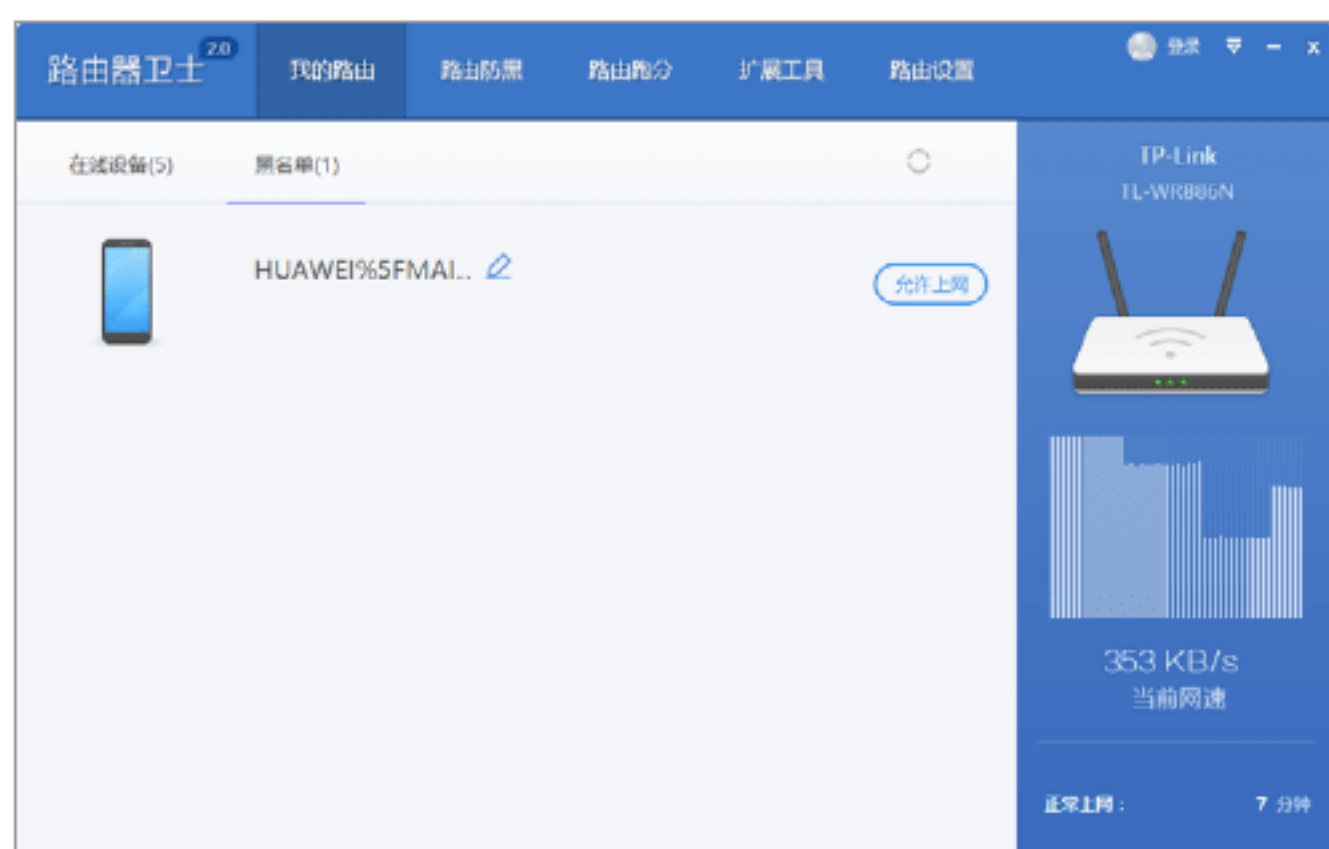 路由器卫士 2.0 我的路由 路由防黑 路由跑分 扩展工具 路由设置 登录
在线设备(5) 黑名单(1)
HUAWEI%5FMAI... 允许上网
TP-Link
TL-WR886N
353 KB/s
当前网速
正常上网： 7 分钟